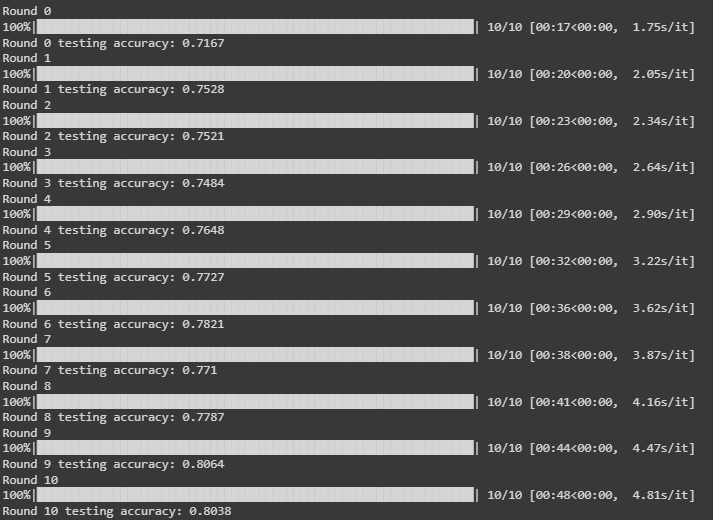 Round 0
100%|██████████| 10/10 [00:17<00:00,  1.75s/it]
Round 0 testing accuracy: 0.7167
Round 1
100%|██████████| 10/10 [00:20<00:00,  2.05s/it]
Round 1 testing accuracy: 0.7528
Round 2
100%|██████████| 10/10 [00:23<00:00,  2.34s/it]
Round 2 testing accuracy: 0.7521
Round 3
100%|██████████| 10/10 [00:26<00:00,  2.64s/it]
Round 3 testing accuracy: 0.7484
Round 4
100%|██████████| 10/10 [00:29<00:00,  2.90s/it]
Round 4 testing accuracy: 0.7648
Round 5
100%|██████████| 10/10 [00:32<00:00,  3.22s/it]
Round 5 testing accuracy: 0.7727
Round 6
100%|██████████| 10/10 [00:36<00:00,  3.62s/it]
Round 6 testing accuracy: 0.7821
Round 7
100%|██████████| 10/10 [00:38<00:00,  3.87s/it]
Round 7 testing accuracy: 0.771
Round 8
100%|██████████| 10/10 [00:41<00:00,  4.16s/it]
Round 8 testing accuracy: 0.7787
Round 9
100%|██████████| 10/10 [00:44<00:00,  4.47s/it]
Round 9 testing accuracy: 0.8064
Round 10
100%|██████████| 10/10 [00:48<00:00,  4.81s/it]
Round 10 testing accuracy: 0.8038